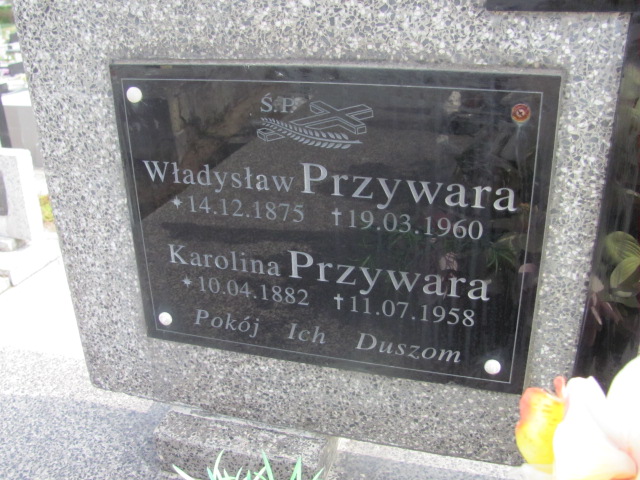 Ś.P.
Władysław Przywara
*14.12.1875 †19.03.1960
Karolina Przywara
*10.04.1882 †11.07.1958
Pokój Ich Duszom